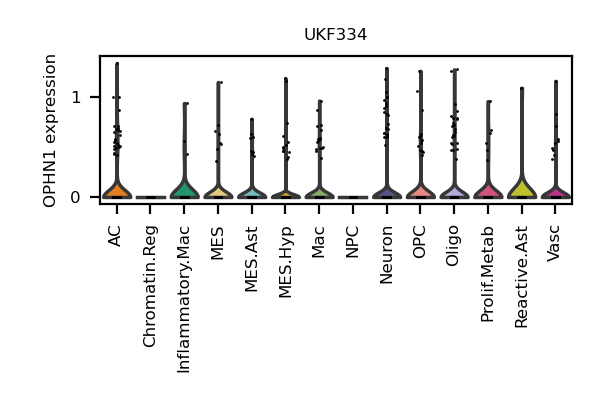 UKF334
OPHN1 expression
1
0
AC
Chromatin.Reg
Inflammatory.Mac
MES
MES.Ast
MES.Hyp
Mac
NPC
Neuron
OPC
Oligo
Prolif.Metab
Reactive.Ast
Vasc